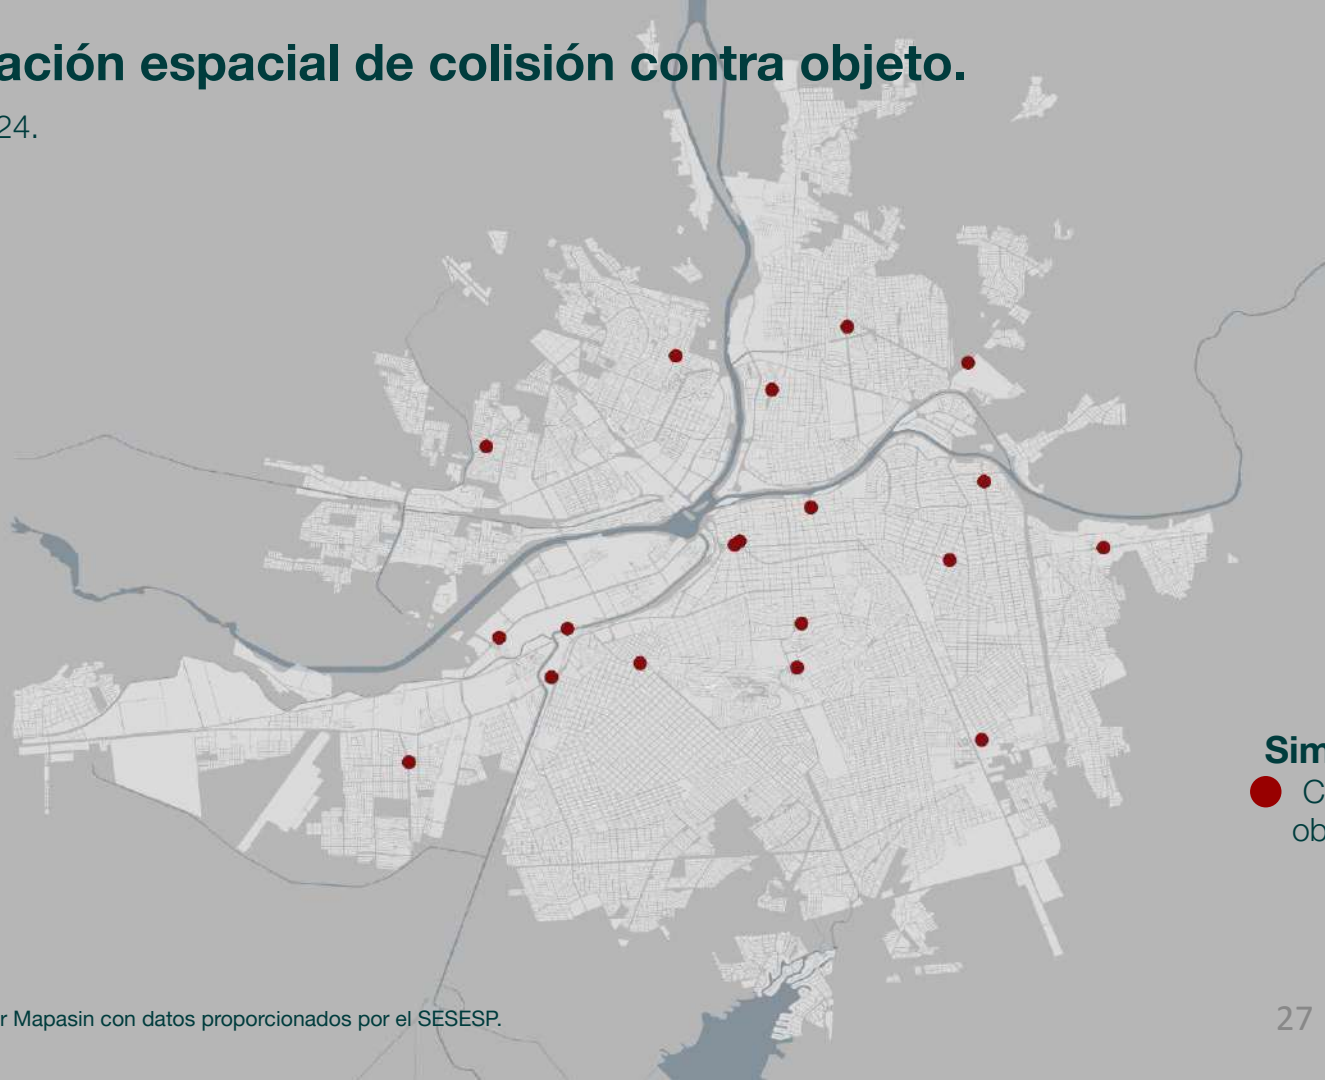 ación espacial de colisión contra objeto.
24.
Sim
C
ob
r Mapasin con datos proporcionados por el SESESP.
27